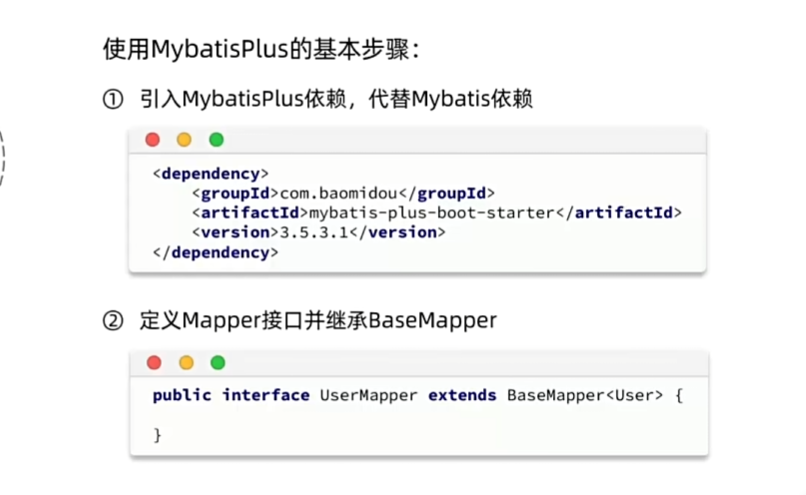 使用MybatisPlus的基本步骤：
① 引入MybatisPlus依赖，代替Mybatis依赖
<dependency>
    <groupId>com.baomidou</groupId>
    <artifactId>mybatis-plus-boot-starter</artifactId>
    <version>3.5.3.1</version>
</dependency>
② 定义Mapper接口并继承BaseMapper
public interface UserMapper extends BaseMapper<User> {
}